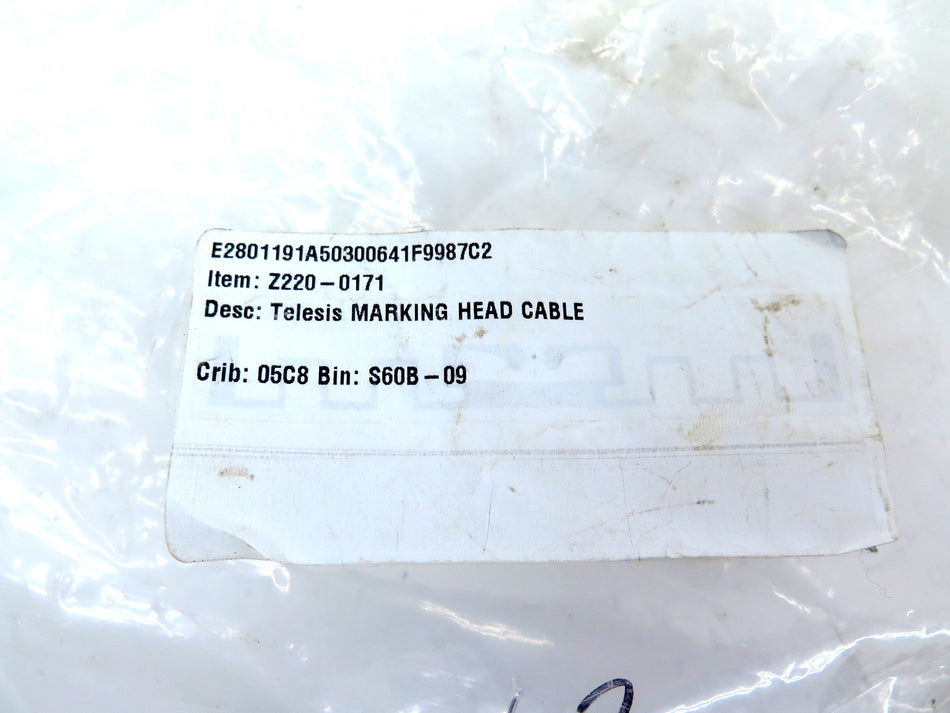 E2801191A50300641F9987C2
Item: Z220-0171
Desc: Telesis MARKING HEAD CABLE
Crib: 05C8 Bin: S60B-09